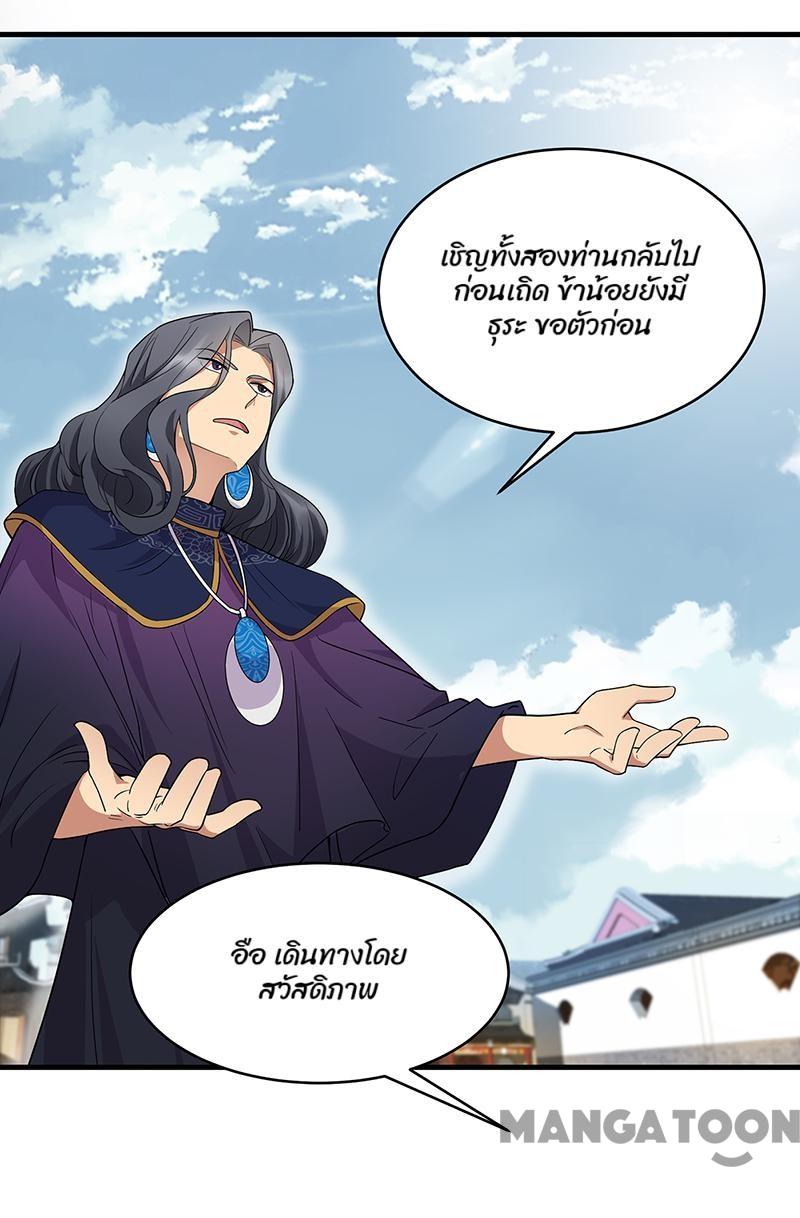 เชิญทั้งสองท่านกลับไป
ก่อนเถิด ข้าน้อยยังมี
ธุระ ขอตัวก่อน
อือ เดินทางโดย
สวัสดิภาพ
MANGATOON